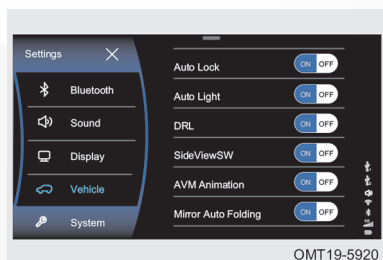 Settings
Bluetooth
Sound
Display
Vehicle
System
Auto Lock ON OFF
Auto Light ON OFF
DRL ON OFF
SideViewSW ON OFF
AVM Animation ON OFF
Mirror Auto Folding ON OFF
OMT19-5920